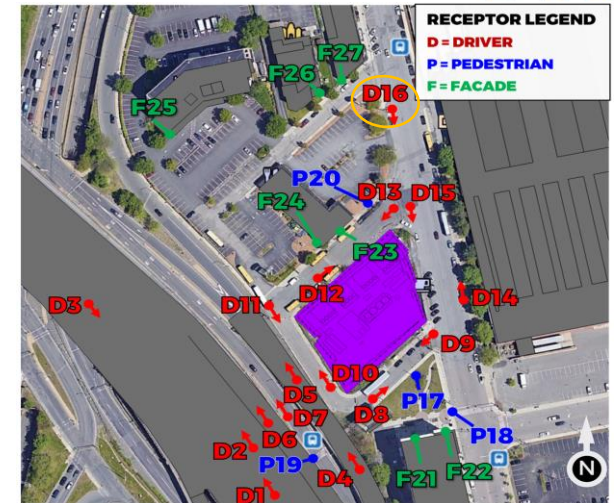 RECEPTOR LEGEND
D = DRIVER
P = PEDESTRIAN
F = FACADE
F27
F26
D16
F25
P20
D13
D15
F24
F23
D12
D3
D11
D14
D9
D10
D5
D8
P17
D7
D6
P18
D2
P19
D4
F21
F22
D1
N